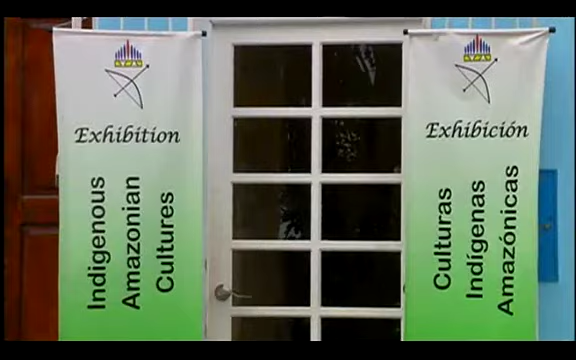 Exhibition
Indigenous
Amazonian
Cultures
Exhibición
Culturas
Indígenas
Amazónicas